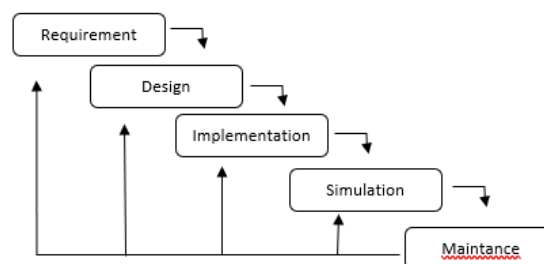 Requirement
Design
Implementation
Simulation
Maintance